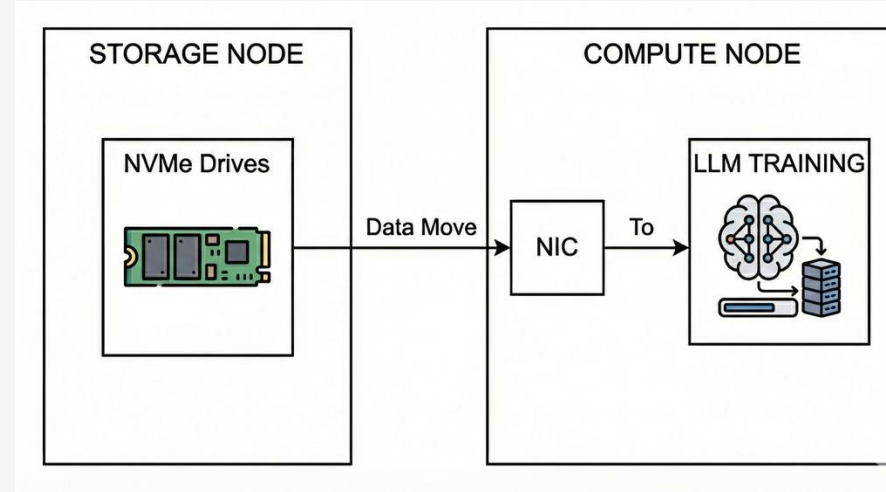 STORAGE NODE
NVMe Drives
Data Move
COMPUTE NODE
NIC
To
LLM TRAINING